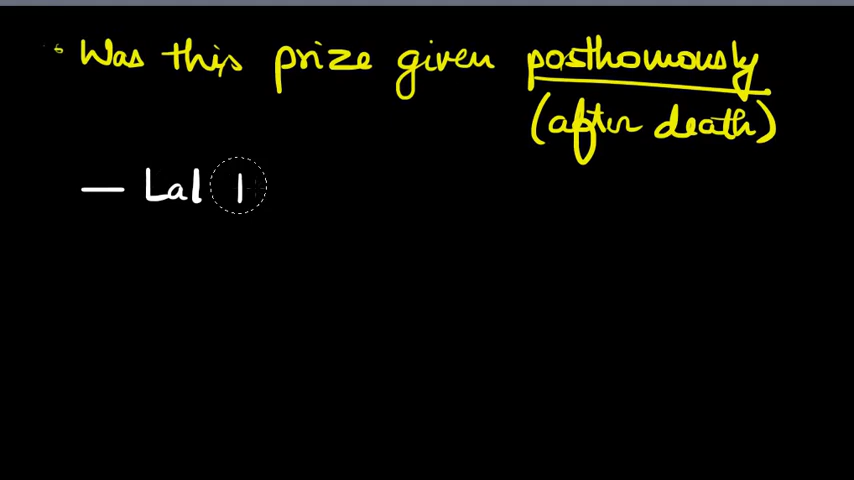 Was this prize given posthomously
(after death)
— Lal